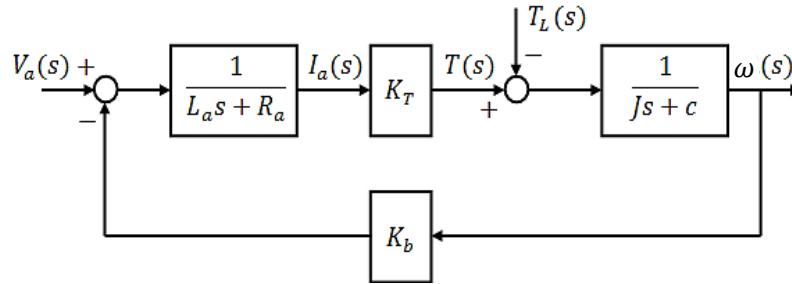 T_L(s)
V_a(s) + 1/(L_a s + R_a) I_a(s) K_T T(s) − + 1/(Js + c) ω(s)
−
K_b